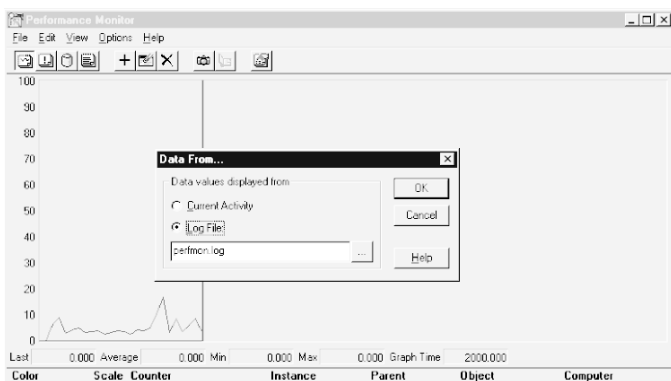 Performance Monitor
File Edit View Options Help
100
90
80
70
60
50
40
30
20
10
0
Data From...
Data values displayed from
Current Activity
Log File:
perfmon.log
...
OK
Cancel
Help
Last 0.000 Average 0.000 Min 0.000 Max 0.000 Graph Time 2000.000
Color Scale Counter Instance Parent Object Computer